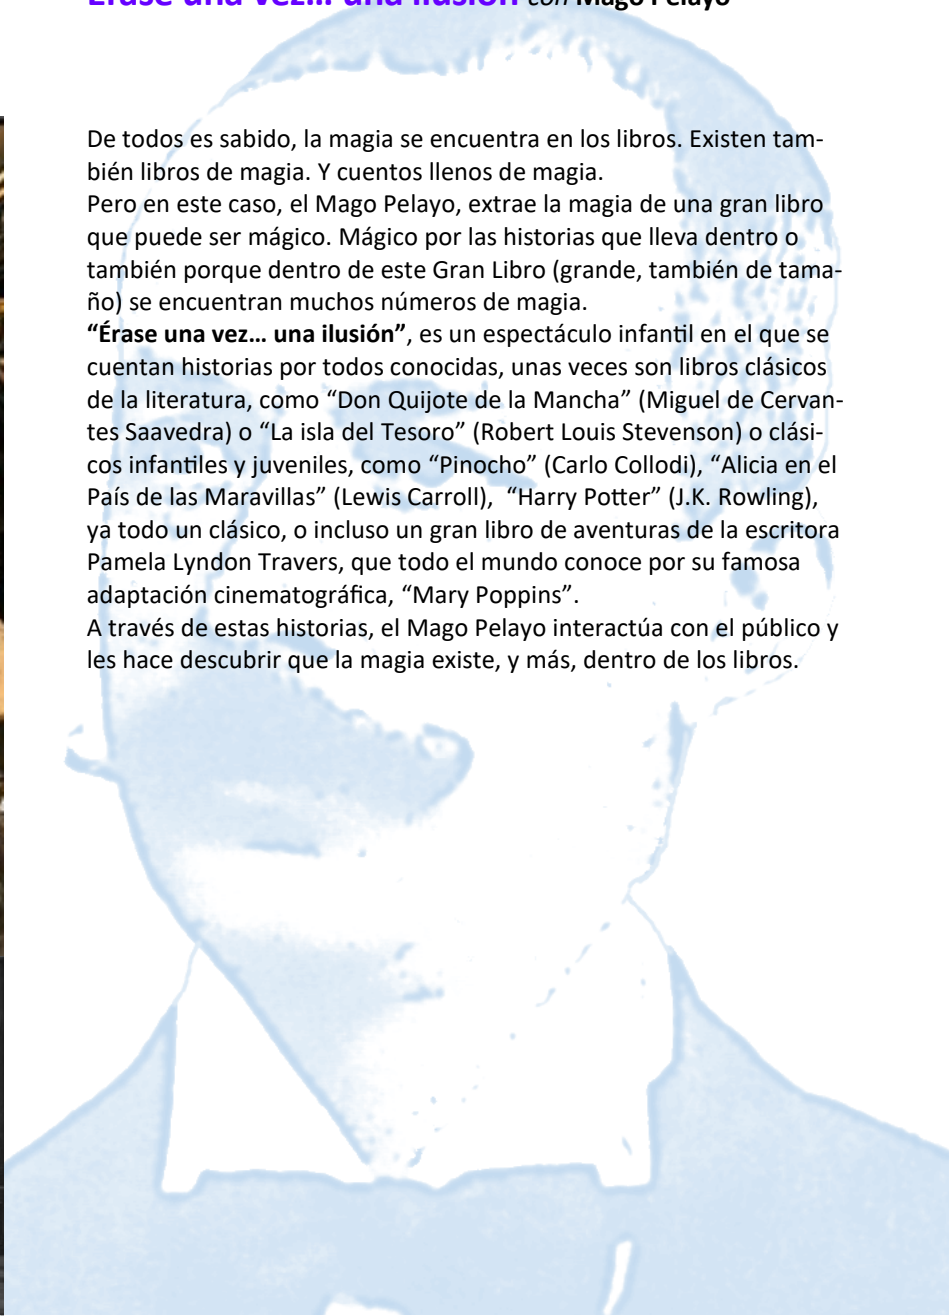 Érase una vez... una ilusión con Mago Pelayo
De todos es sabido, la magia se encuentra en los libros. Existen tam-
bién libros de magia. Y cuentos llenos de magia.
Pero en este caso, el Mago Pelayo, extrae la magia de una gran libro
que puede ser mágico. Mágico por las historias que lleva dentro o
también porque dentro de este Gran Libro (grande, también de tama-
ño) se encuentran muchos números de magia.
“Érase una vez... una ilusión”, es un espectáculo infantil en el que se
cuentan historias por todos conocidas, unas veces son libros clásicos
de la literatura, como “Don Quijote de la Mancha” (Miguel de Cervan-
tes Saavedra) o “La isla del Tesoro” (Robert Louis Stevenson) o clási-
cos infantiles y juveniles, como “Pinocho” (Carlo Collodi), “Alicia en el
País de las Maravillas” (Lewis Carroll),  “Harry Potter” (J.K. Rowling),
ya todo un clásico, o incluso un gran libro de aventuras de la escritora
Pamela Lyndon Travers, que todo el mundo conoce por su famosa
adaptación cinematográfica, “Mary Poppins”.
A través de estas historias, el Mago Pelayo interactúa con el público y
les hace descubrir que la magia existe, y más, dentro de los libros.